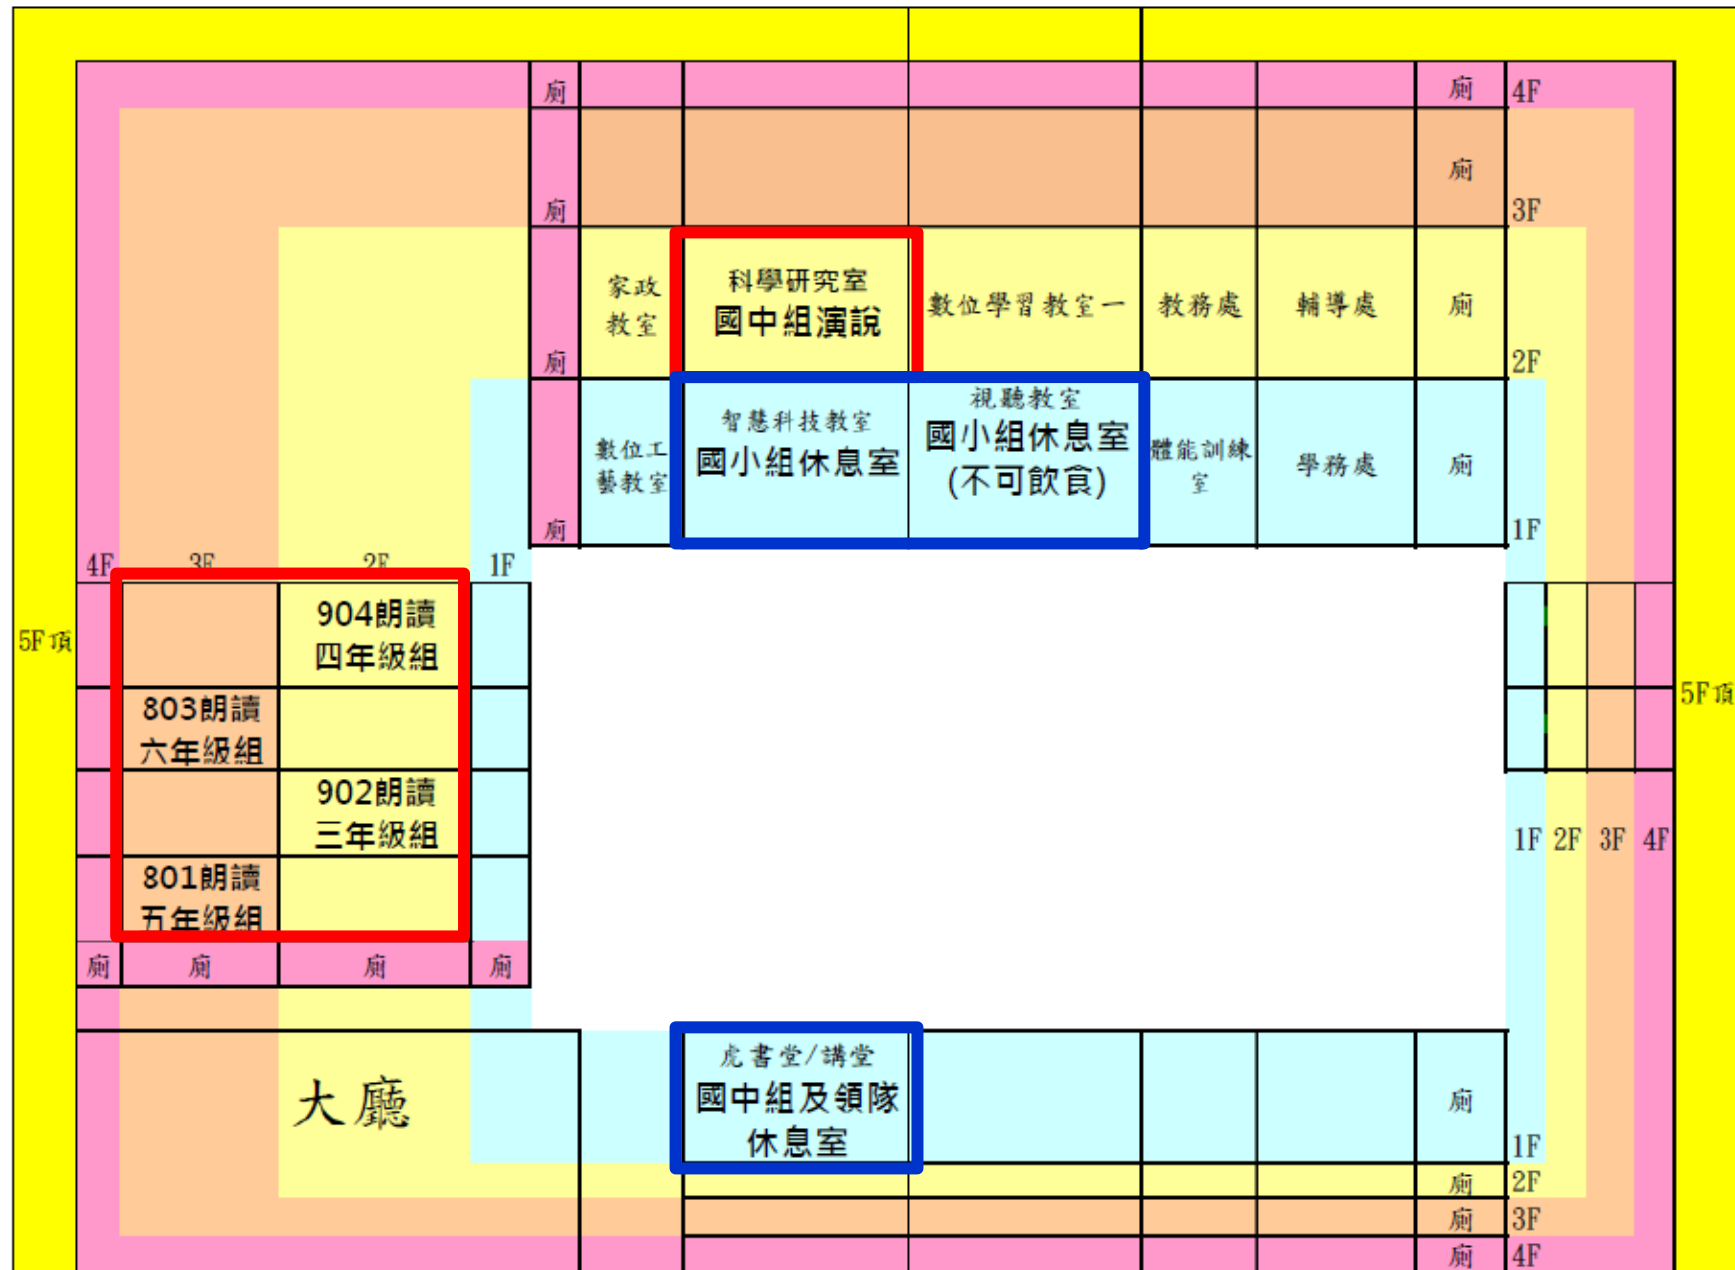 廁
廁
4F
廁
廁
3F
家政
教室
科學研究室
國中組演說
數位學習教室一
教務處
輔導處
廁
廁
2F
數位工
藝教室
智慧科技教室
國小組休息室
視聽教室
國小組休息室
(不可飲食)
體能訓練
室
學務處
廁
廁
1F
4F
3F
2F
1F
5F頂
904朗讀
四年級組
803朗讀
六年級組
902朗讀
三年級組
801朗讀
五年級組
廁
廁
廁
廁
5F頂
1F
2F
3F
4F
大廳
虎書堂/講堂
國中組及領隊
休息室
廁
1F
廁
2F
廁
3F
廁
4F